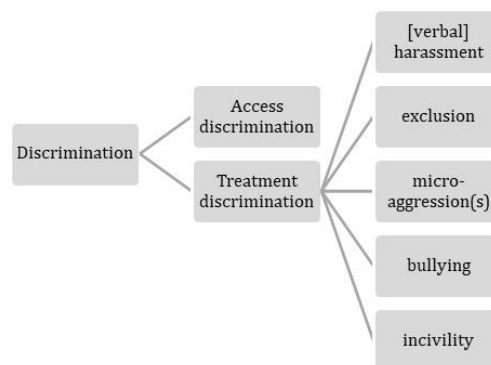 Discrimination
Access
discrimination
Treatment
discrimination
[verbal]
harassment
exclusion
micro-
aggression(s)
bullying
incivility